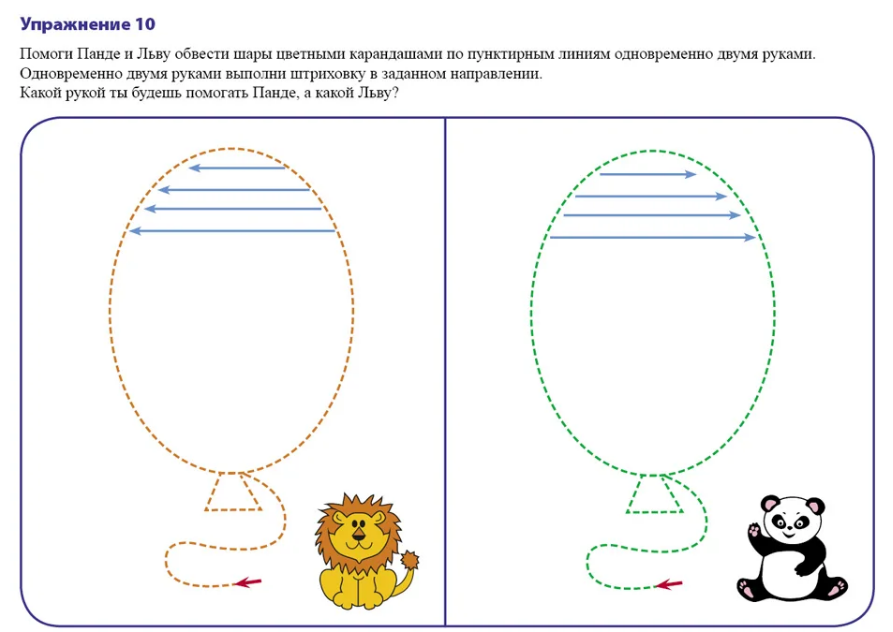 Упражнение 10
Помоги Панде и Льву обвести шары цветными карандашами по пунктирным линиям одновременно двумя руками.
Одновременно двумя руками выполни штриховку в заданном направлении.
Какой рукой ты будешь помогать Панде, а какой Льву?